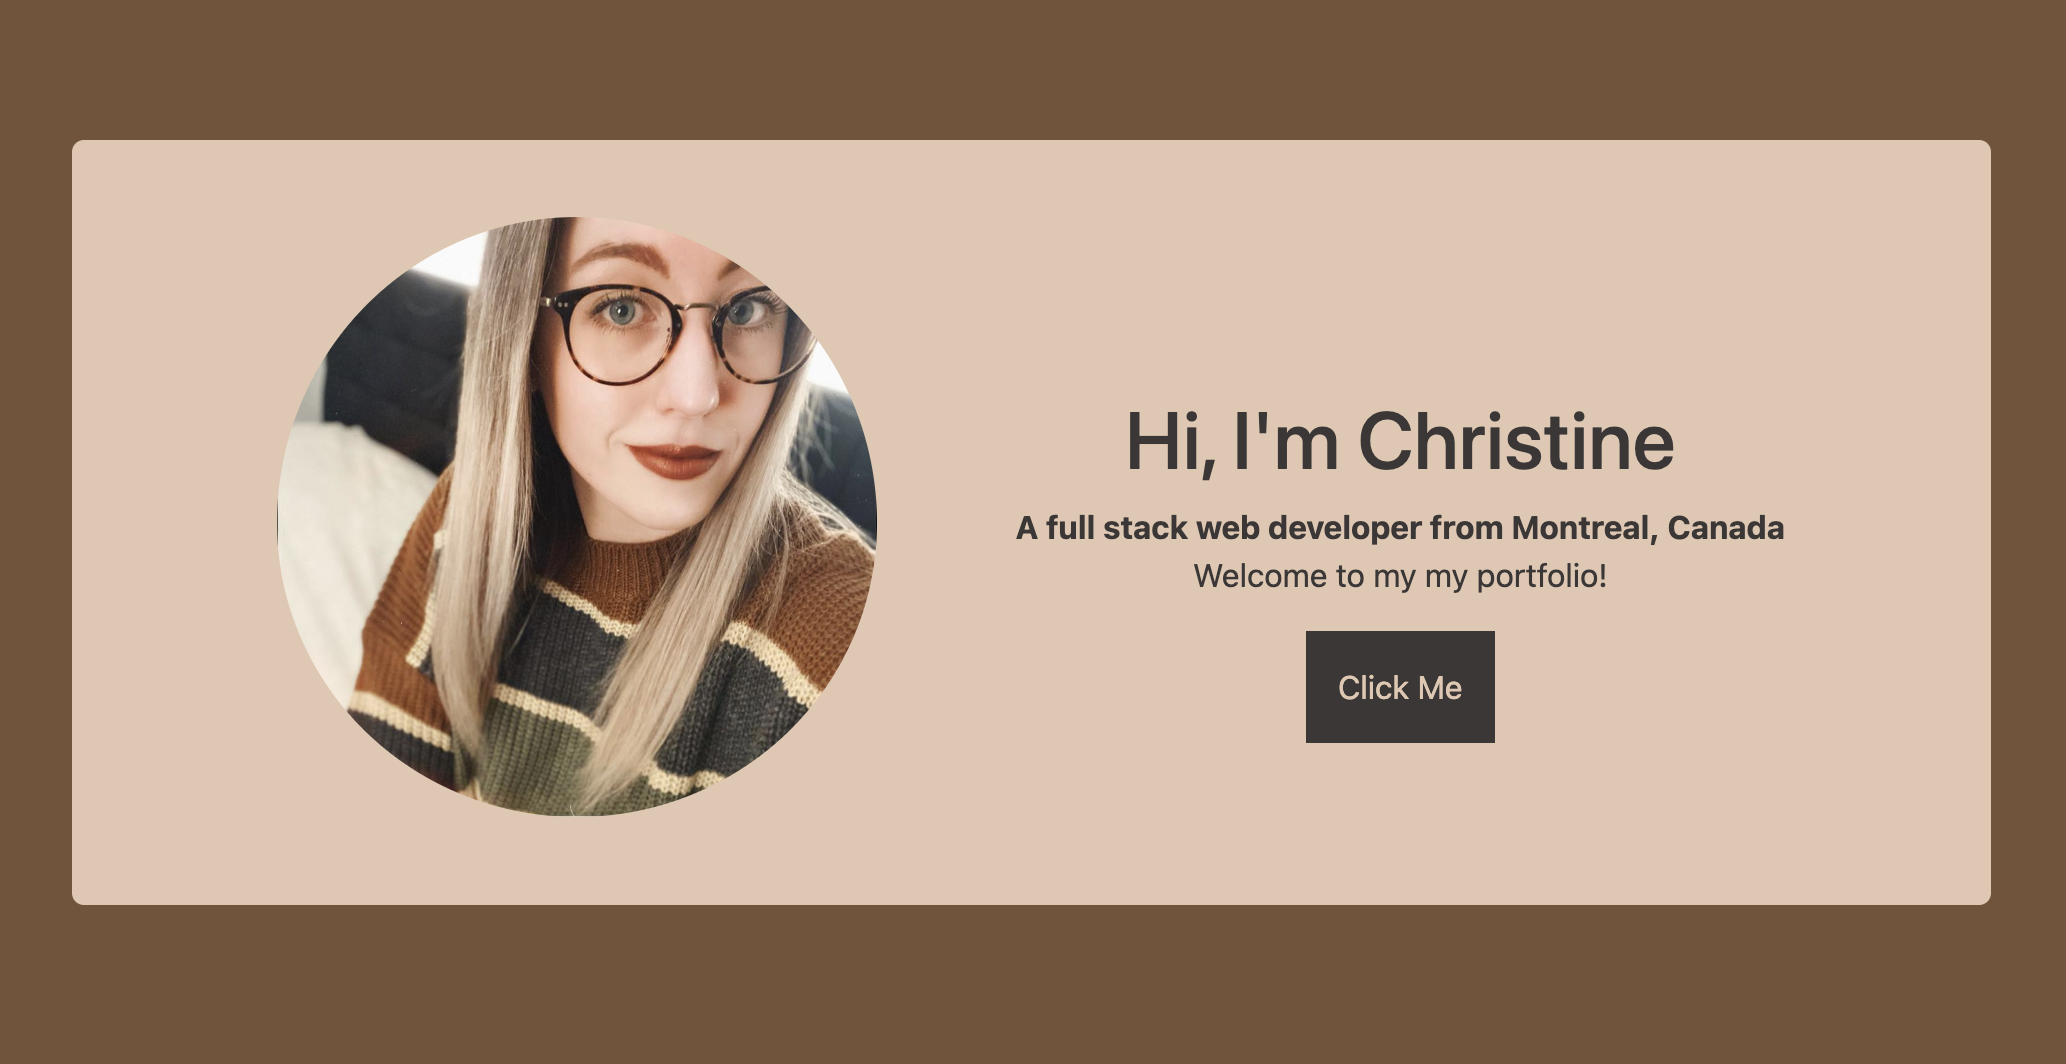 Hi, I'm Christine
A full stack web developer from Montreal, Canada
Welcome to my my portfolio!
Click Me